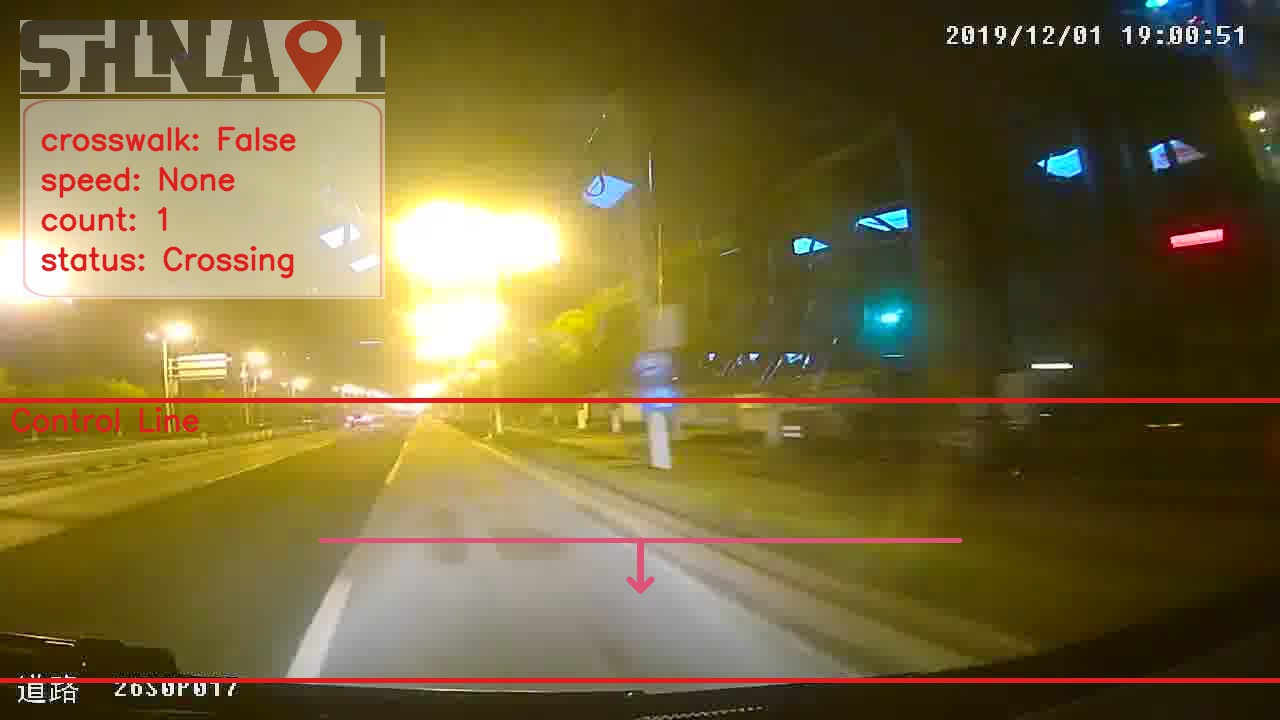 SHNAVI
2019/12/01 19:00:51
crosswalk: False
speed: None
count: 1
status: Crossing
Control Line
道路 26S0P017